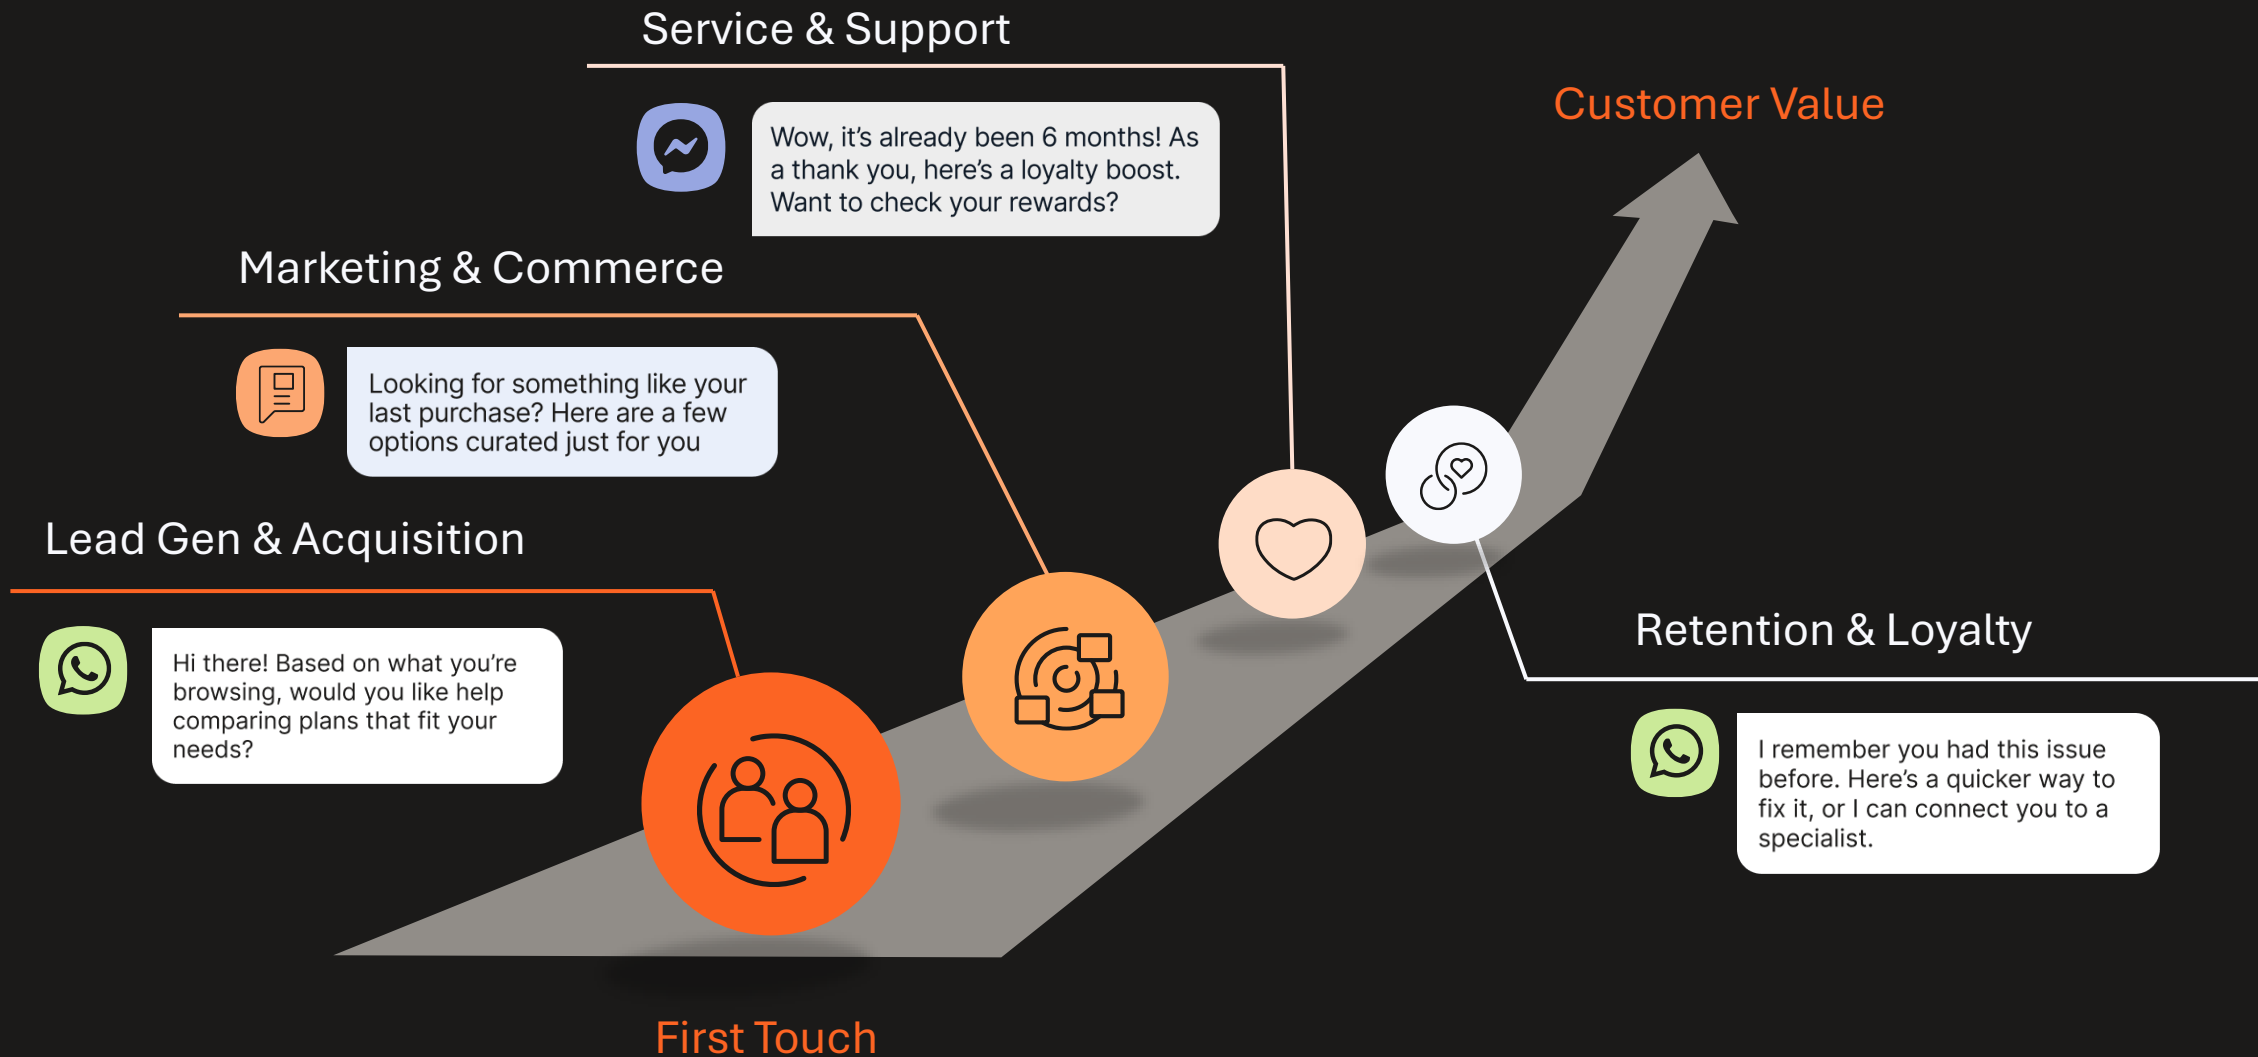 Service & Support
Customer Value
Wow, it’s already been 6 months! As
a thank you, here’s a loyalty boost.
Want to check your rewards?
Marketing & Commerce
Looking for something like your
last purchase? Here are a few
options curated just for you
Lead Gen & Acquisition
Hi there! Based on what you’re
browsing, would you like help
comparing plans that fit your
needs?
Retention & Loyalty
I remember you had this issue
before. Here’s a quicker way to
fix it, or I can connect you to a
specialist.
First Touch